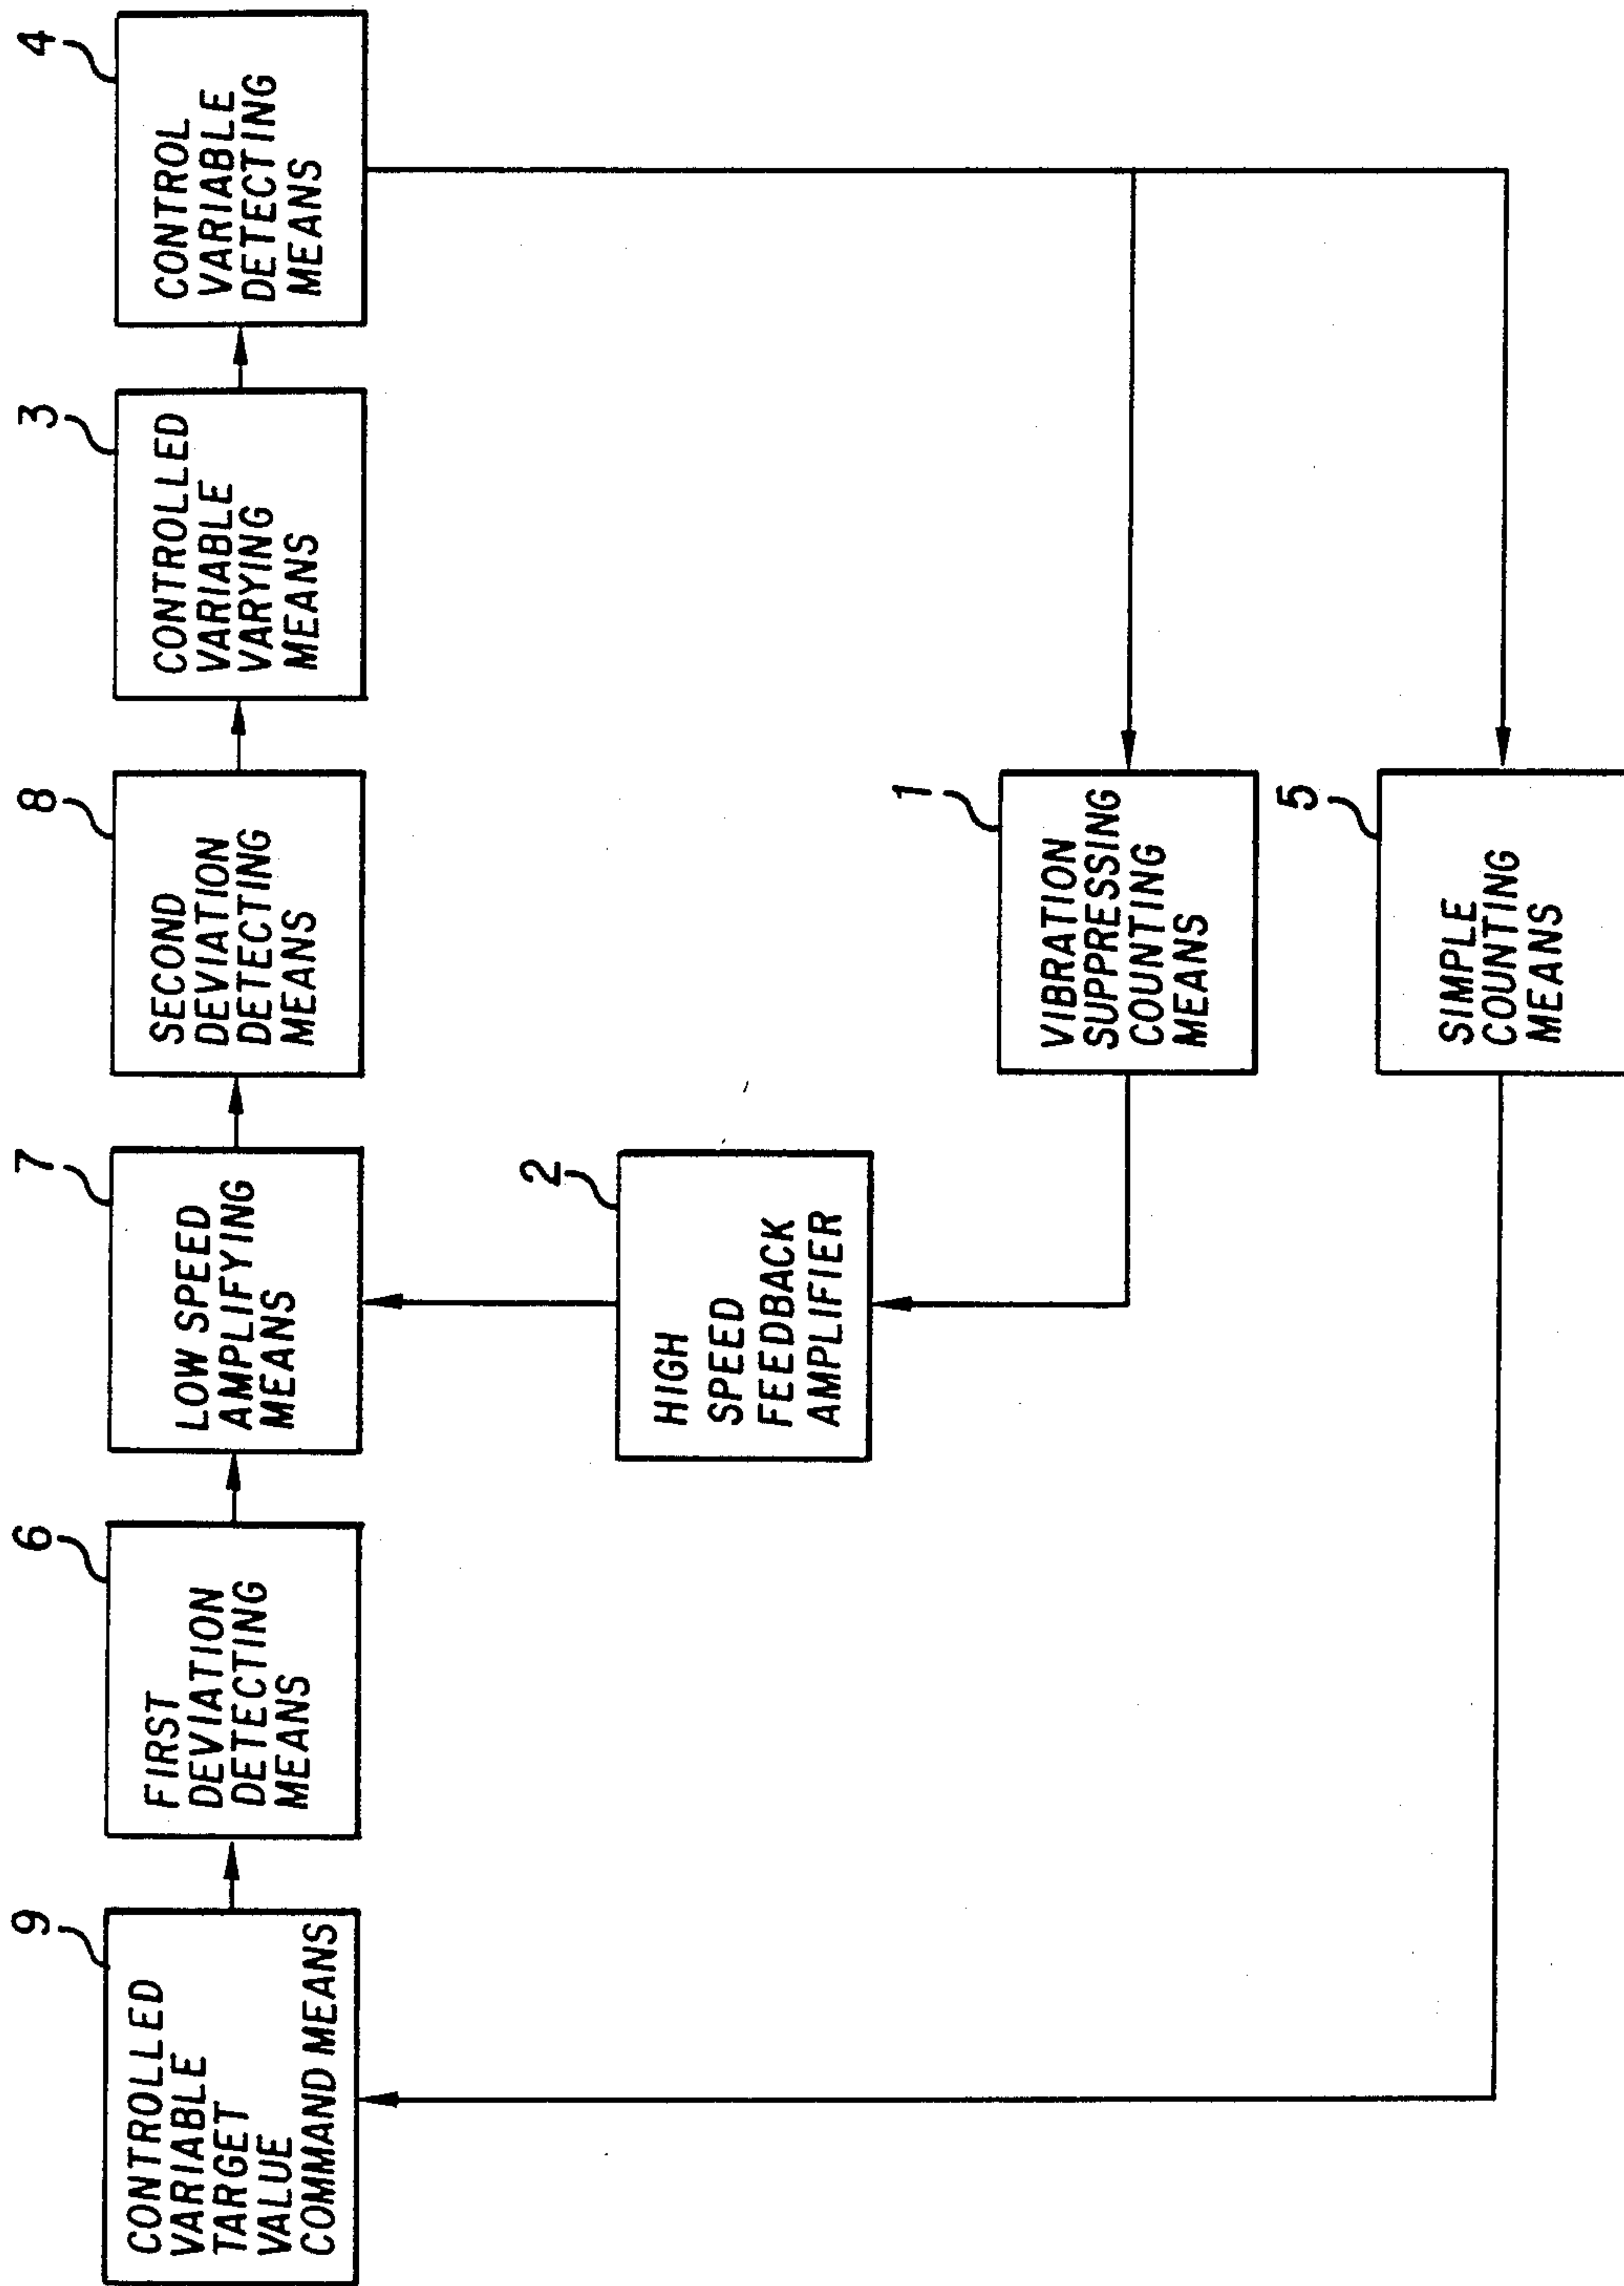 9
CONTROLLED
VARIABLE
TARGET
VALUE
COMMAND MEANS
6
FIRST
DEVIATION
DETECTING
MEANS
7
LOW SPEED
AMPLIFYING
MEANS
8
SECOND
DEVIATION
DETECTING
MEANS
3
CONTROLLED
VARIABLE
VARYING
MEANS
4
CONTROL
VARIABLE
DETECTING
MEANS
2
HIGH
SPEED
FEEDBACK
AMPLIFIER
1
VIBRATION
SUPPRESSING
COUNTING
MEANS
5
SIMPLE
COUNTING
MEANS